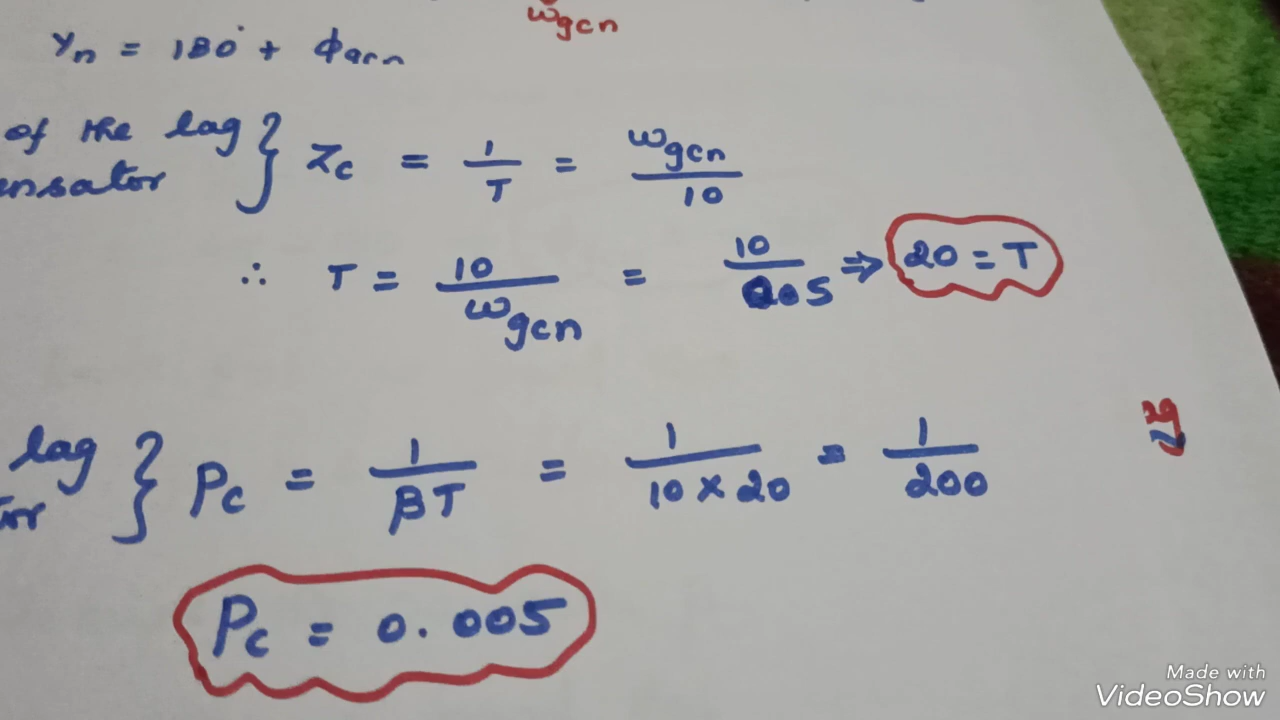 ωgcn
γn = 180° + φgcn
of the lag } Zc = 1/T = ωgcn/10
ensator
∴ T = 10/ωgcn = 10/0.5 ⇒ 20 = T
lag } Pc = 1/βT = 1/10×20 = 1/200
tor
Pc = 0.005
Made with
VideoShow